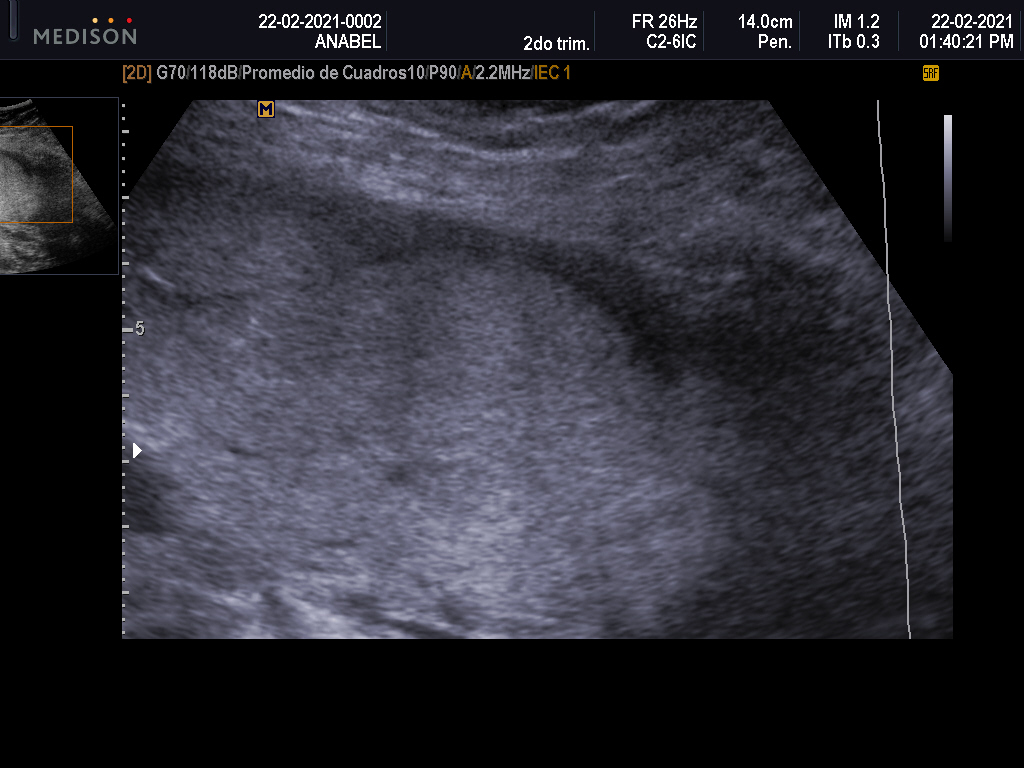 MEDISON
22-02-2021-0002
ANABEL
2do trim.
FR 26Hz
C2-6IC
14.0cm
Pen.
IM 1.2
ITb 0.3
22-02-2021
01:40:21 PM
[2D] G70/118dB/Promedio de Cuadros10/P90/A/2.2MHz/IEC 1
SRF
M
5